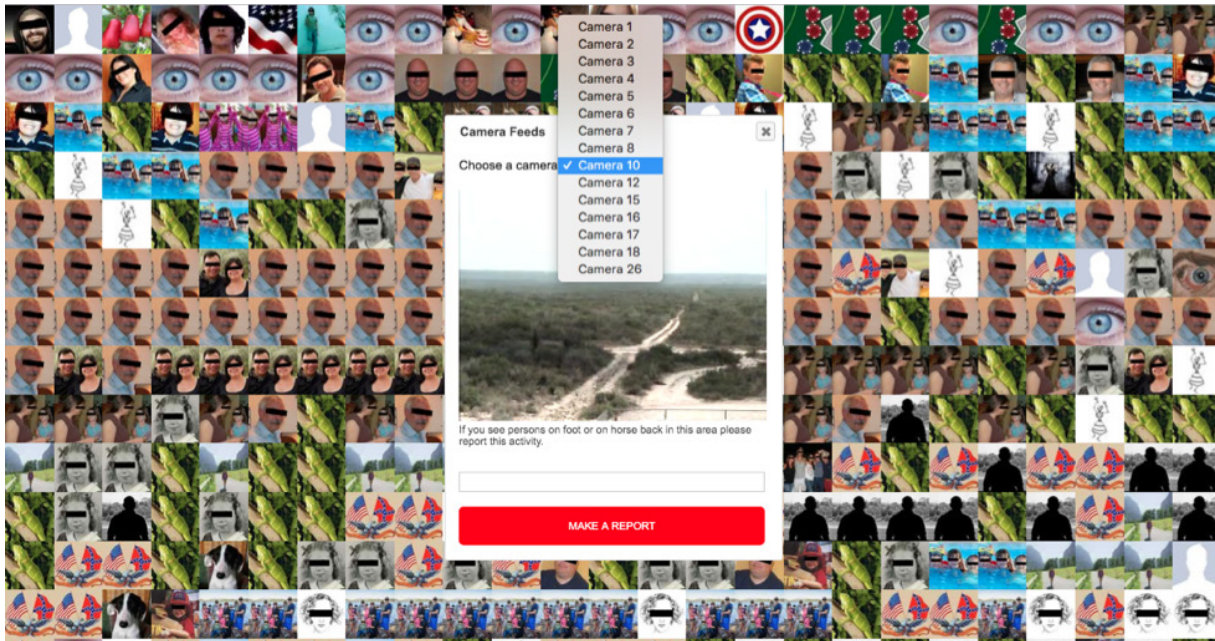 Camera 1
Camera 2
Camera 3
Camera 4
Camera 5
Camera 6
Camera 7
Camera 8
✓ Camera 10
Camera 12
Camera 15
Camera 16
Camera 17
Camera 18
Camera 26
Camera Feeds
Choose a camera
If you see persons on foot or on horse back in this area please
report this activity.
MAKE A REPORT